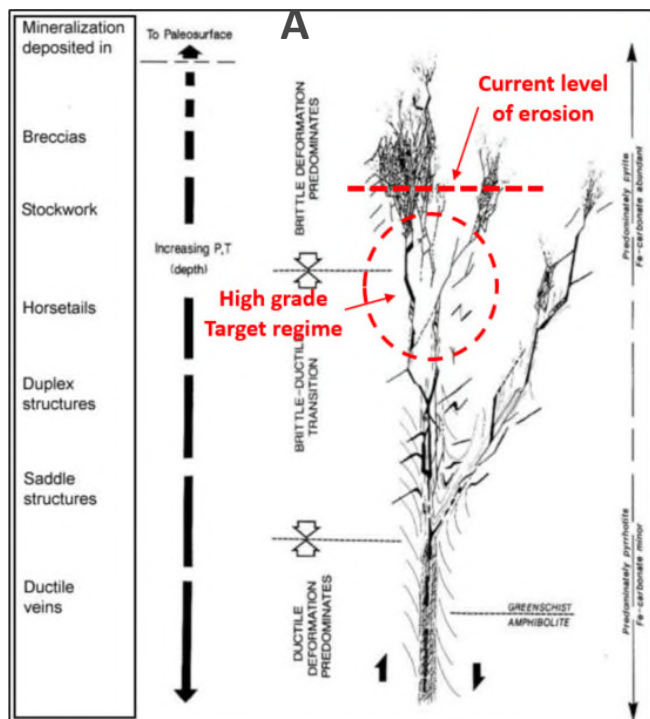 A
Mineralization
deposited in
Breccias
Stockwork
Horsetails
Duplex
structures
Saddle
structures
Ductile
veins
To Paleosurface
Increasing P,T
(depth)
BRITTLE DEFORMATION
PREDOMINATES
BRITTLE-DUCTILE
TRANSITION
DUCTILE
DEFORMATION
PREDOMINATES
Current level
of erosion
High grade
Target regime
GREENSCHIST
AMPHIBOLITE
Predominately pyrite
Fe-carbonate abundant
Predominately pyrrhotite
Fe-carbonate minor